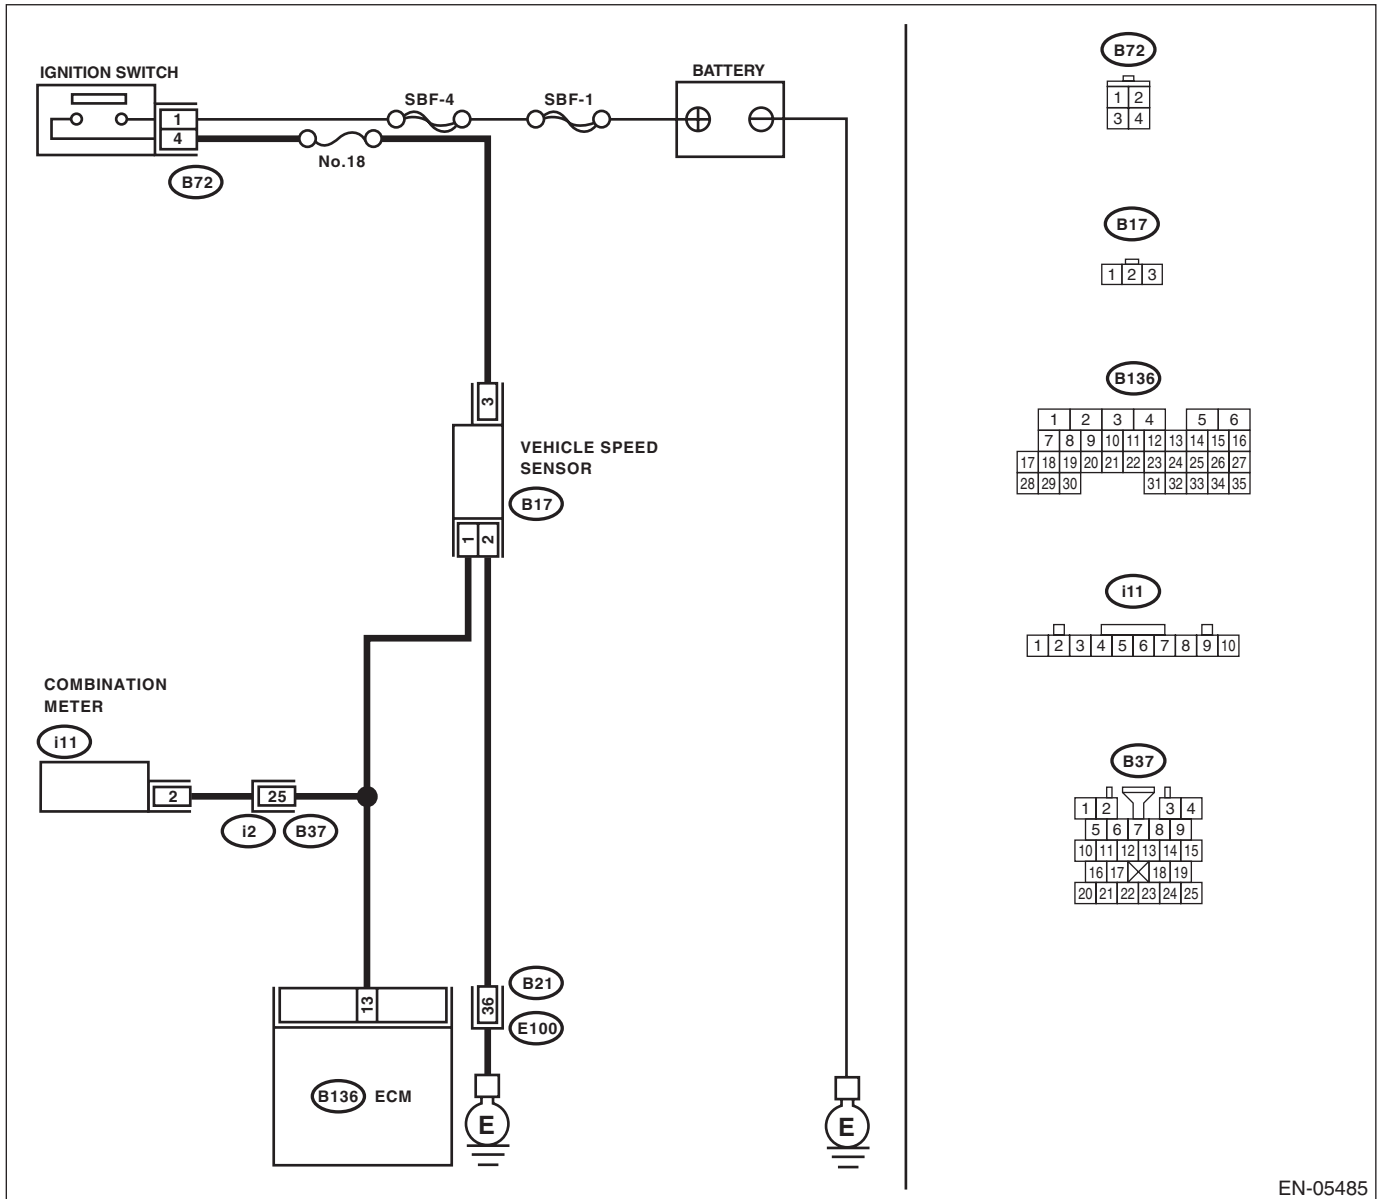 IGNITION SWITCH
BATTERY
SBF-4
SBF-1
1
4
No.18
B72
3
VEHICLE SPEED
SENSOR
B17
1 2
COMBINATION
METER
i11
2
25
i2
B37
13
36
B21
E100
B136 ECM
E
E
B72
1 2
3 4
B17
1 2 3
B136
1 2 3 4 5 6
7 8 9 10 11 12 13 14 15 16
17 18 19 20 21 22 23 24 25 26 27
28 29 30 31 32 33 34 35
i11
1 2 3 4 5 6 7 8 9 10
B37
1 2 3 4
5 6 7 8 9
10 11 12 13 14 15
16 17 18 19
20 21 22 23 24 25
EN-05485